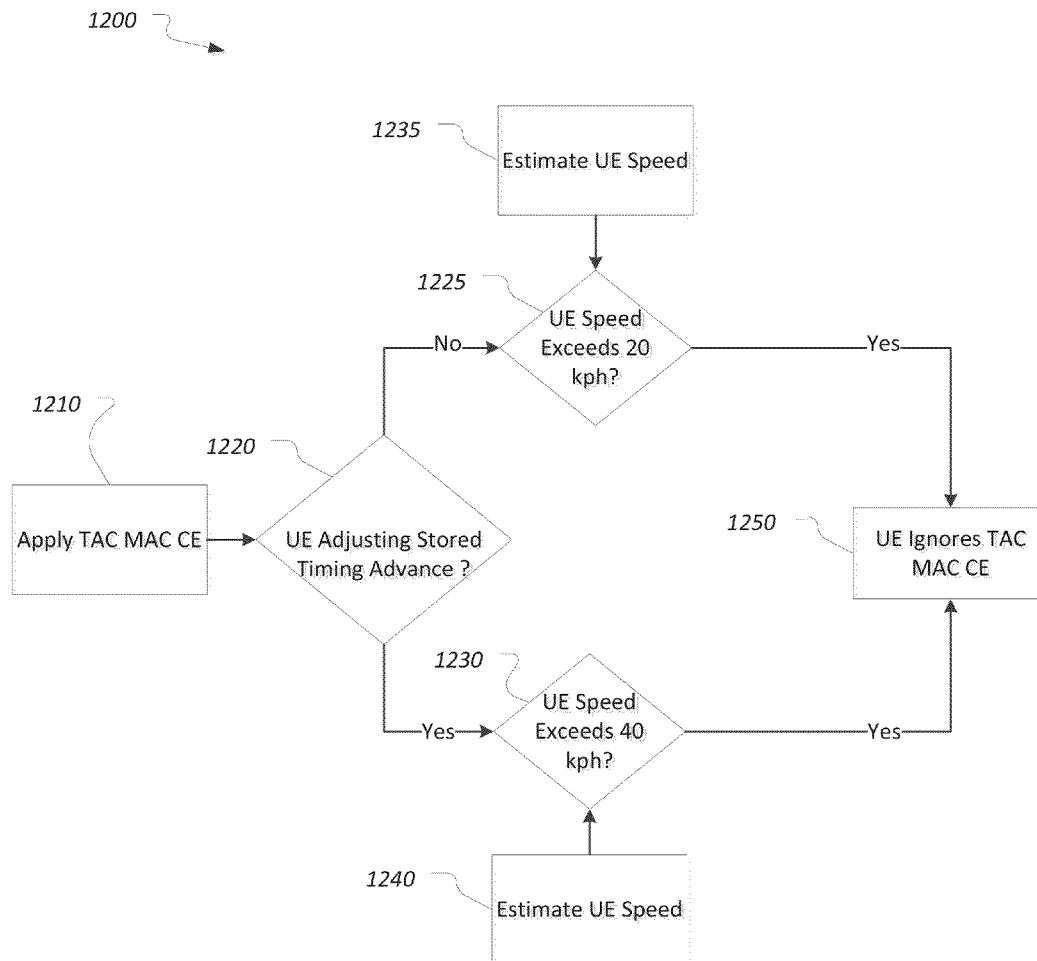 1200
1235
Estimate UE Speed
1225
UE Speed
Exceeds 20
kph?
No
Yes
1210
1220
Apply TAC MAC CE
UE Adjusting Stored
Timing Advance ?
1250
UE Ignores TAC
MAC CE
1230
UE Speed
Exceeds 40
kph?
Yes
Yes
1240
Estimate UE Speed